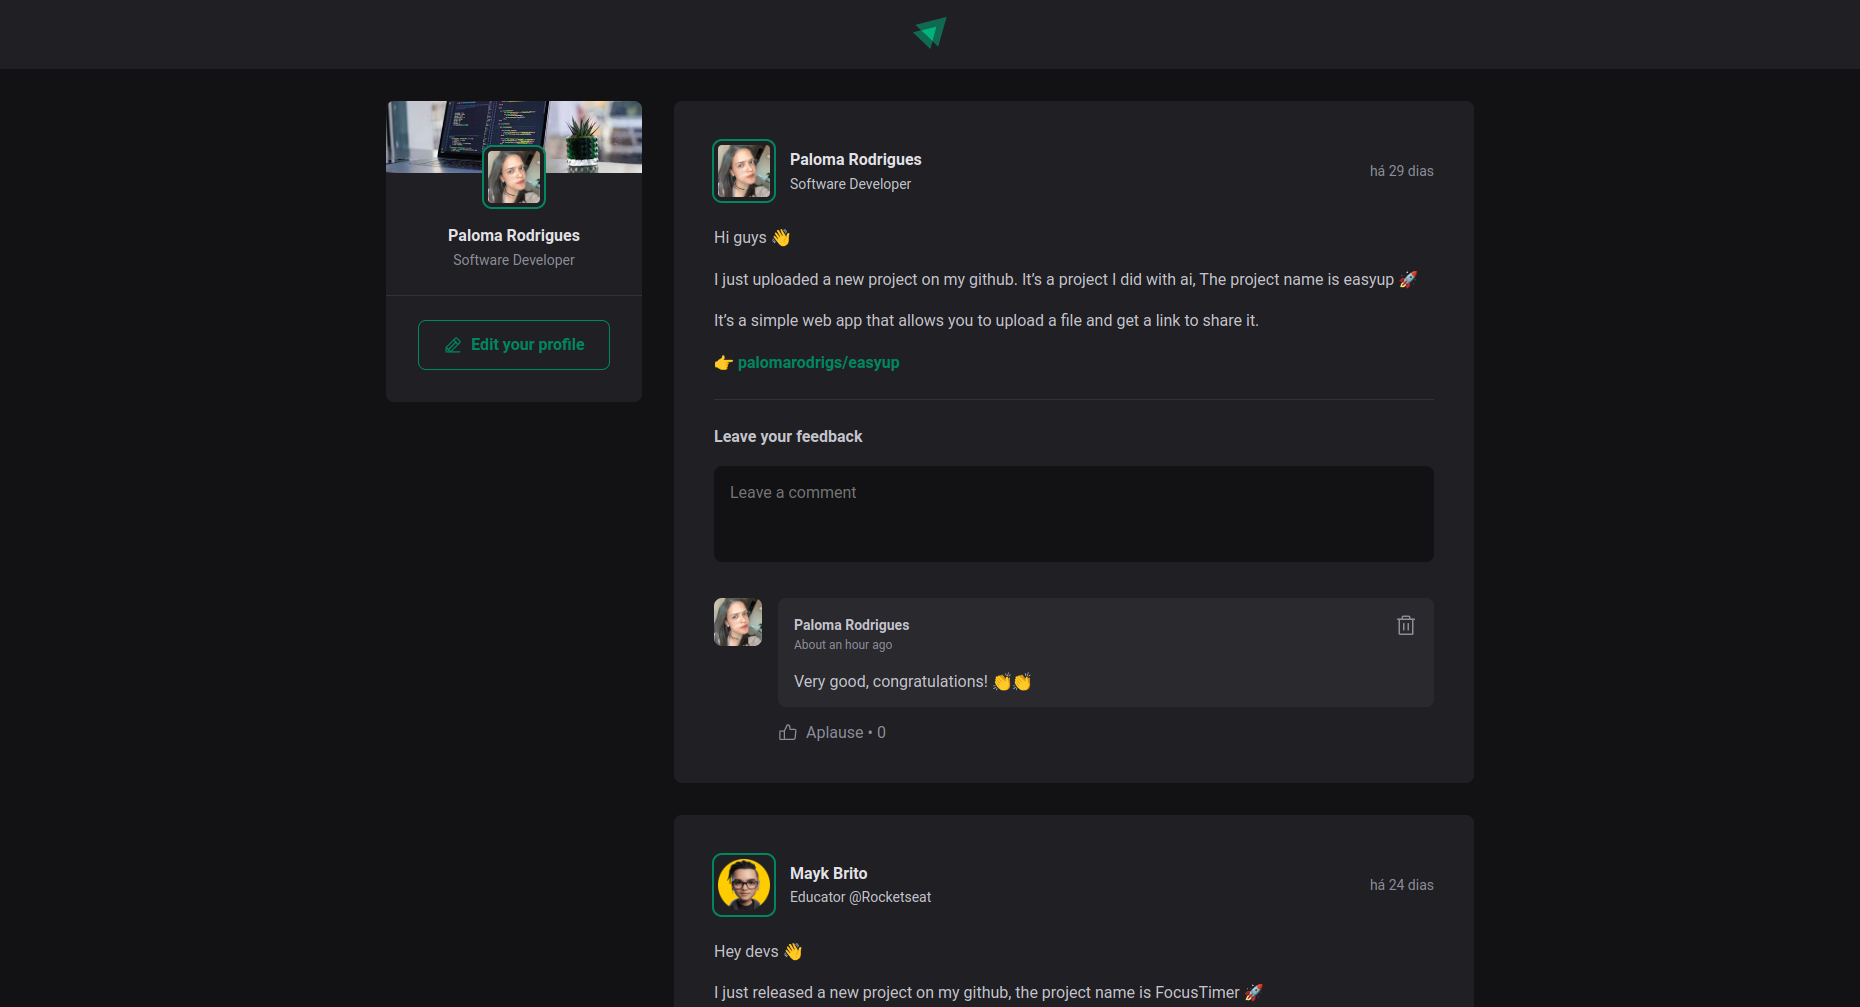 Paloma Rodrigues
Software Developer
Edit your profile
Paloma Rodrigues
Software Developer
há 29 dias
Hi guys 👋
I just uploaded a new project on my github. It’s a project I did with ai, The project name is easyup 🚀
It’s a simple web app that allows you to upload a file and get a link to share it.
👉 palomarodrigs/easyup
Leave your feedback
Leave a comment
Paloma Rodrigues
About an hour ago
Very good, congratulations! 👏👏
Aplause • 0
Mayk Brito
Educator @Rocketseat
há 24 dias
Hey devs 👋
I just released a new project on my github, the project name is FocusTimer 🚀